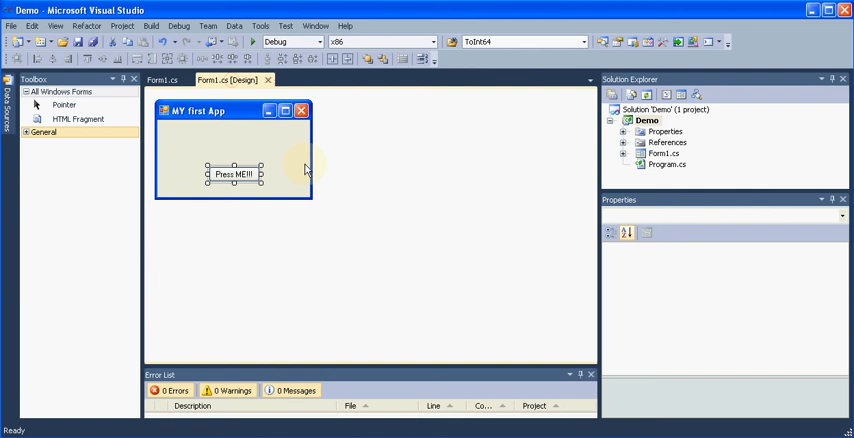 Demo - Microsoft Visual Studio
File Edit View Refactor Project Build Debug Team Data Tools Test Window Help
Debug x86 ToInt64
Data Sources
Toolbox
All Windows Forms
Pointer
HTML Fragment
General
Form1.cs Form1.cs [Design]
MY first App
Press ME!!!
Solution Explorer
Solution 'Demo' (1 project)
Demo
Properties
References
Form1.cs
Program.cs
Properties
Error List
0 Errors 0 Warnings 0 Messages
Description File Line Co... Project
Ready